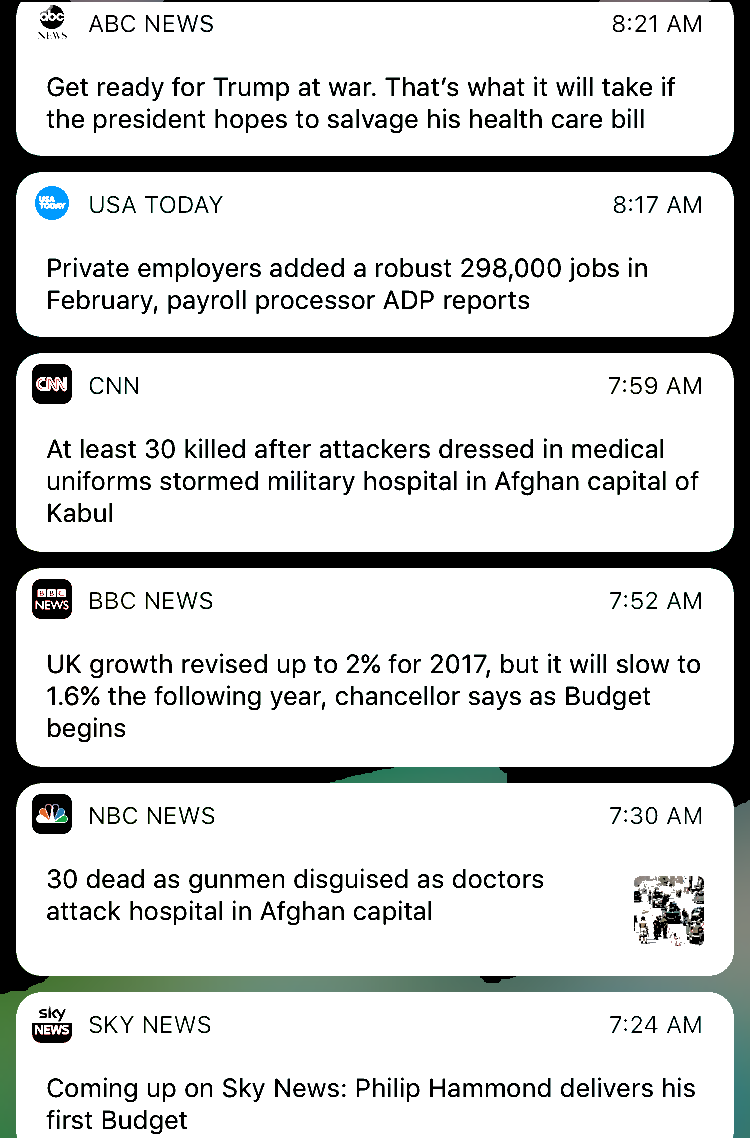 abc
NEWS
ABC NEWS 8:21 AM
Get ready for Trump at war. That’s what it will take if
the president hopes to salvage his health care bill
USA
TODAY
USA TODAY 8:17 AM
Private employers added a robust 298,000 jobs in
February, payroll processor ADP reports
CNN
CNN 7:59 AM
At least 30 killed after attackers dressed in medical
uniforms stormed military hospital in Afghan capital of
Kabul
BBC
NEWS
BBC NEWS 7:52 AM
UK growth revised up to 2% for 2017, but it will slow to
1.6% the following year, chancellor says as Budget
begins
NBC NEWS 7:30 AM
30 dead as gunmen disguised as doctors
attack hospital in Afghan capital
sky
NEWS
SKY NEWS 7:24 AM
Coming up on Sky News: Philip Hammond delivers his
first Budget